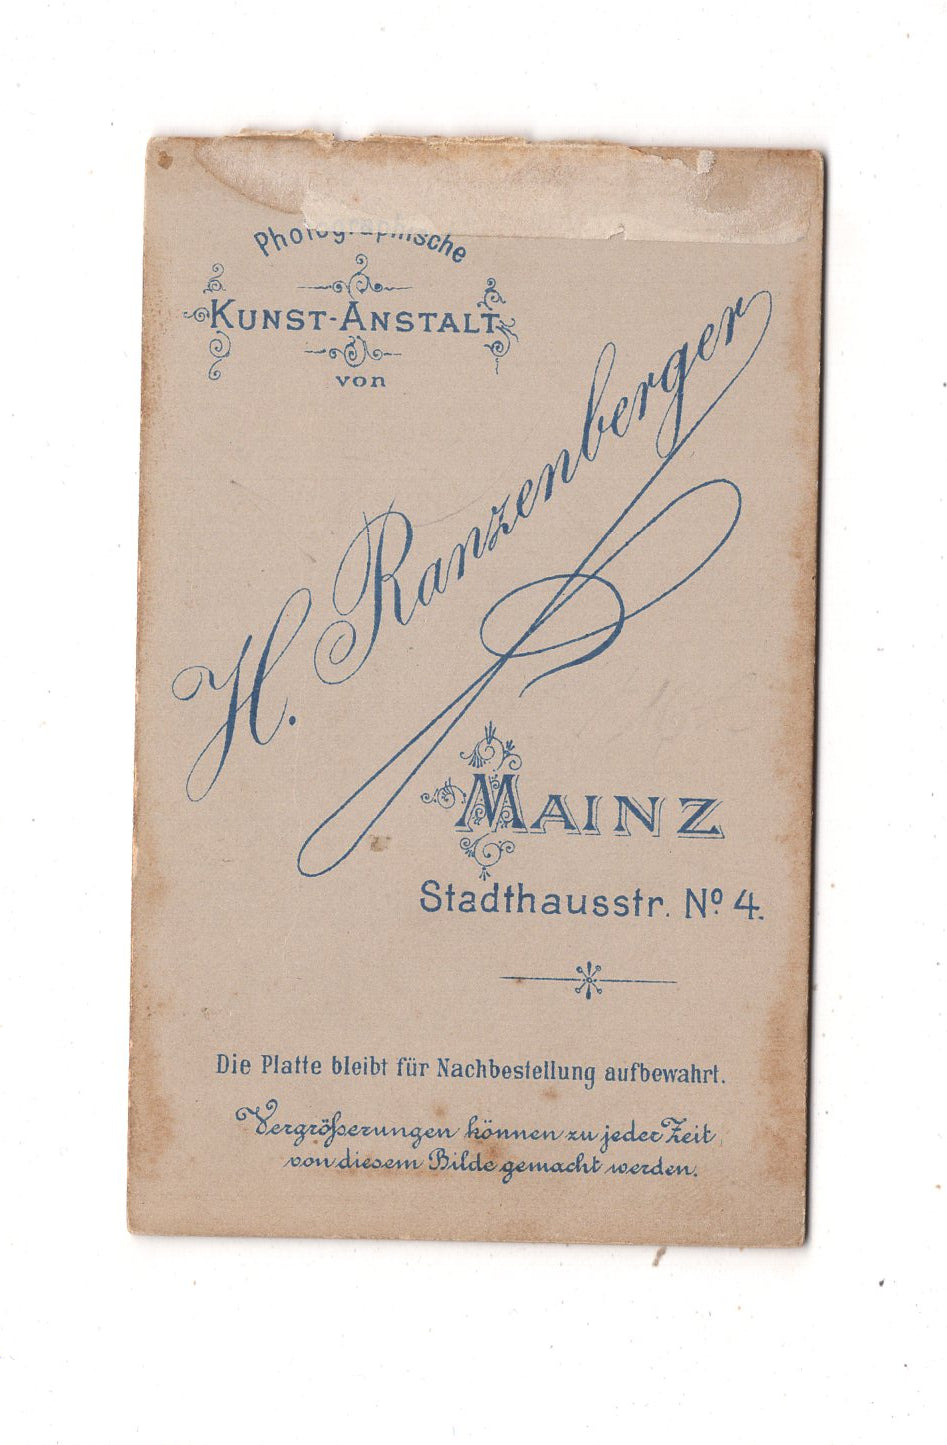 Photographische
KUNST-ANSTALT
von
H. Ranzenberger
MAINZ
Stadthausstr. Nº 4.
Die Platte bleibt für Nachbestellung aufbewahrt.
Vergrößerungen können zu jeder Zeit
von diesem Bilde gemacht werden.